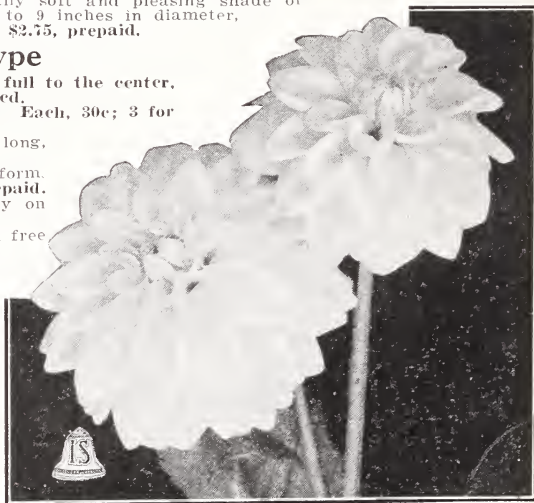 soft and pleasing shade of
to 9 inches in diameter,
$2.75, prepaid.
ype
full to the center,
ed.
Each, 30c; 3 for
long,
form.
paid.
y on
free
IS